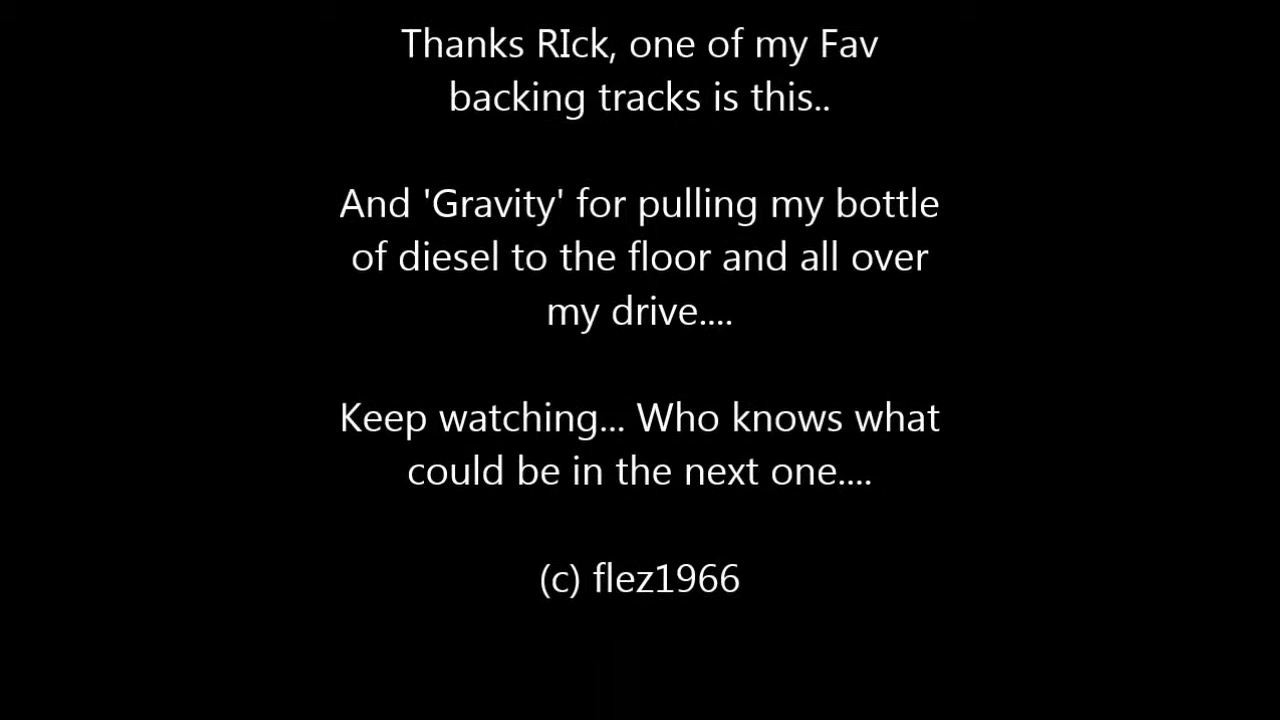 Thanks RIck, one of my Fav
backing tracks is this..
And 'Gravity' for pulling my bottle
of diesel to the floor and all over
my drive....
Keep watching... Who knows what
could be in the next one....
(c) flez1966